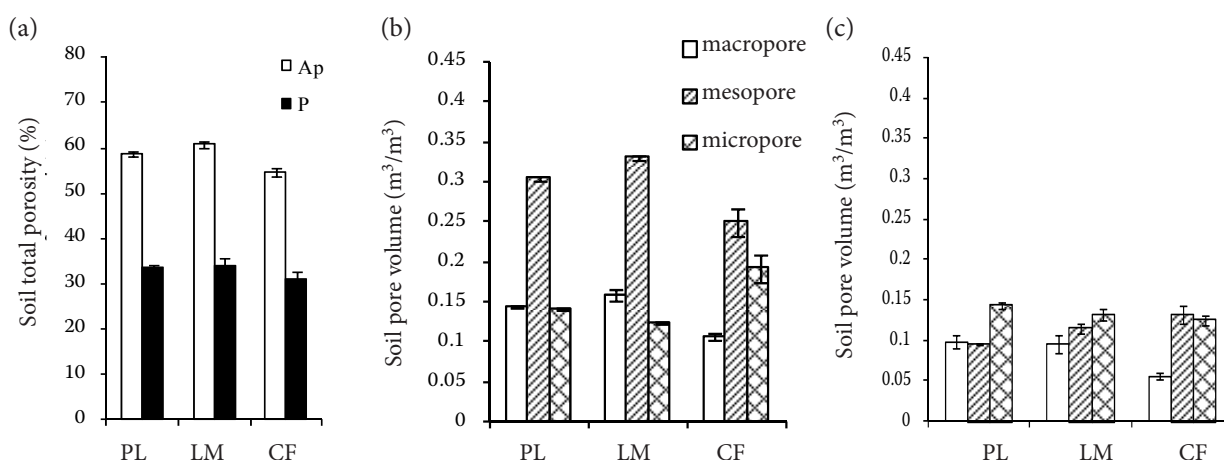 (a)
Soil total porosity (%)
80
70
60
50
40
30
20
10
0
Ap
P
PL LM CF
(b)
Soil pore volume (m³/m³)
0.45
0.4
0.35
0.3
0.25
0.2
0.15
0.1
0.05
0
macropore
mesopore
micropore
PL LM CF
(c)
Soil pore volume (m³/m³)
0.45
0.4
0.35
0.3
0.25
0.2
0.15
0.1
0.05
0
PL LM CF